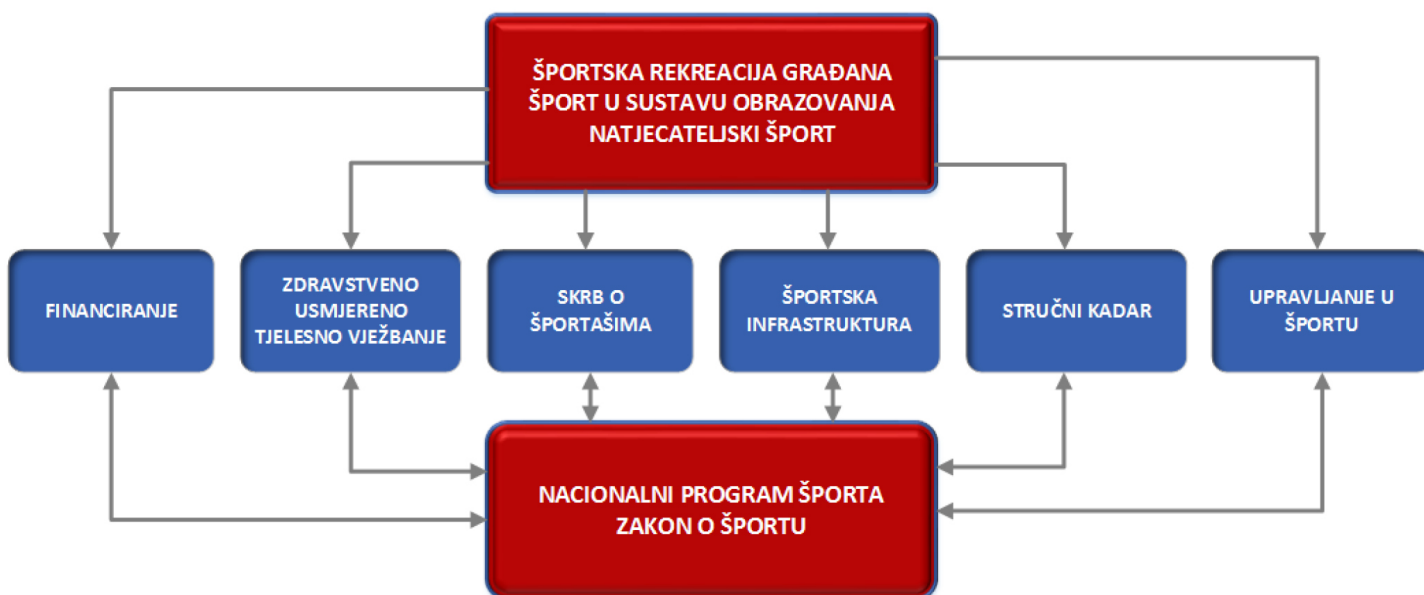 ŠPORTSKA REKREACIJA GRAĐANA
ŠPORT U SUSTAVU OBRAZOVANJA
NATJECATELJSKI ŠPORT
FINANCIRANJE
ZDRAVSTVENO
USMJERENO
TJELESNO VJEŽBANJE
SKRB O
ŠPORTAŠIMA
ŠPORTSKA
INFRASTRUKTURA
STRUČNI KADAR
UPRAVLJANJE U
ŠPORTU
NACIONALNI PROGRAM ŠPORTA
ZAKON O ŠPORTU